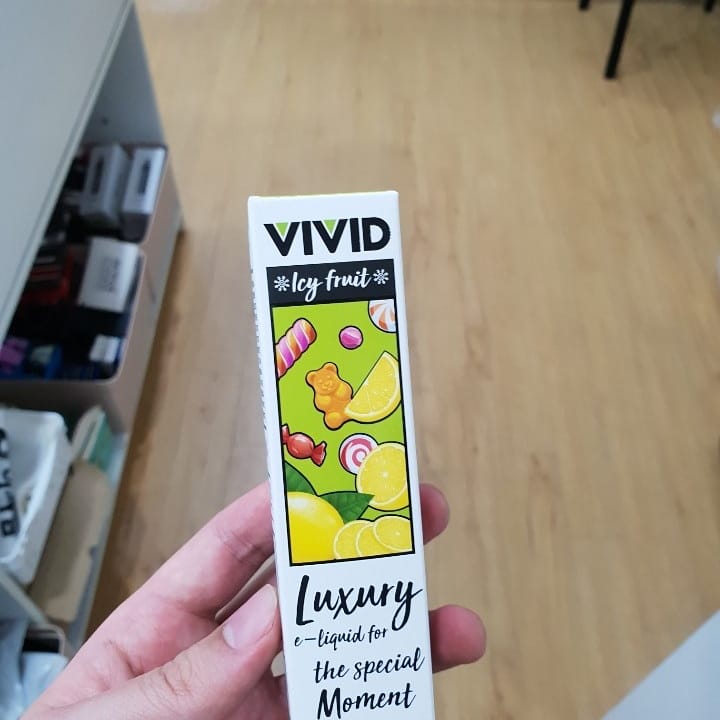 VIVID
Icy fruit
Luxury
e-liquid for
the special
Moment